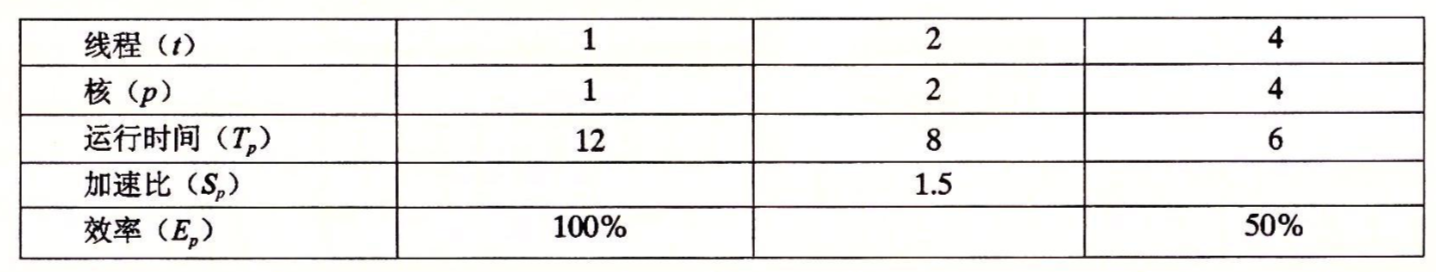 线程（t） 1 2 4
核（p） 1 2 4
运行时间（Tp） 12 8 6
加速比（Sp） 1.5
效率（Ep） 100% 50%